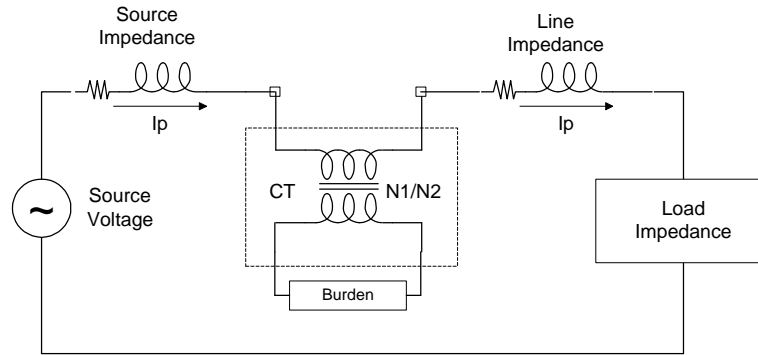 Source
Impedance
Line
Impedance
Ip
Ip
CT
N1/N2
Source
Voltage
~
Load
Impedance
Burden